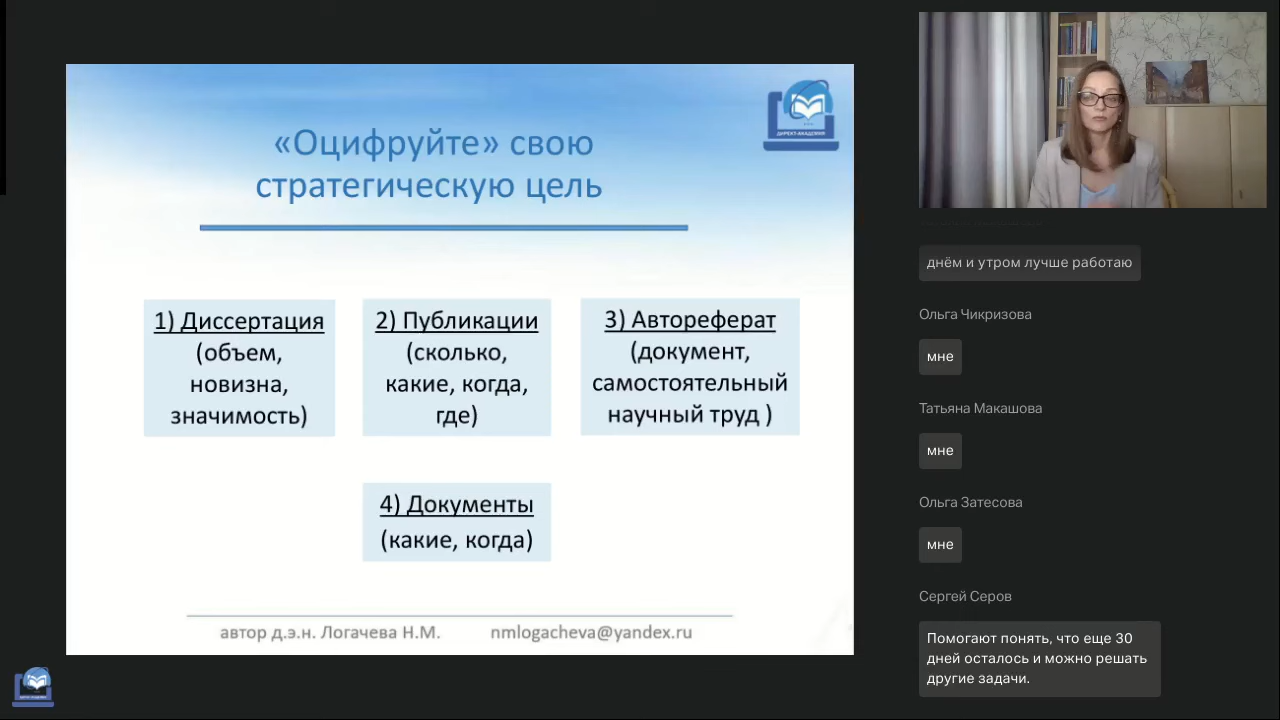 «Оцифруйте» свою
стратегическую цель
ДИРЕКТ-АКАДЕМИЯ
1) Диссертация
(объем,
новизна,
значимость)
2) Публикации
(сколько,
какие, когда,
где)
3) Автореферат
(документ,
самостоятельный
научный труд )
4) Документы
(какие, когда)
автор д.э.н. Логачева Н.М.
nmlogacheva@yandex.ru
днём и утром лучше работаю
Ольга Чикризова
мне
Татьяна Макашова
мне
Ольга Затесова
мне
Сергей Серов
Помогают понять, что еще 30
дней осталось и можно решать
другие задачи.